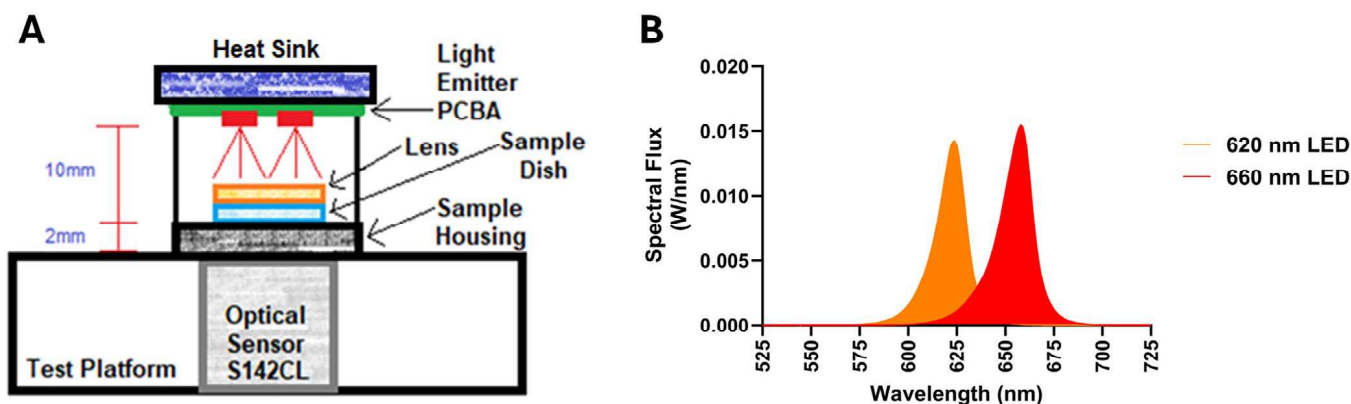 A
Heat Sink
Light
Emitter
PCBA
Lens
Sample
Dish
Sample
Housing
10mm
2mm
Optical
Sensor
S142CL
Test Platform
B
Spectral Flux
(W/nm)
0.020
0.015
0.010
0.005
0.000
525
550
575
600
625
650
675
700
725
Wavelength (nm)
620 nm LED
660 nm LED